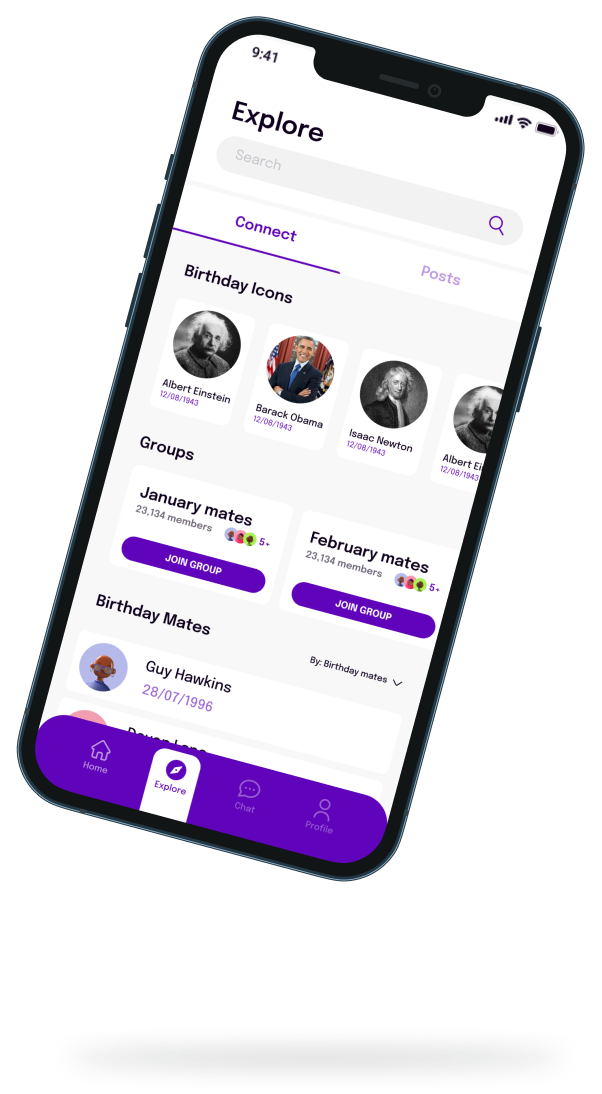 9:41
Explore
Search
Connect
Posts
Birthday Icons
Albert Einstein
12/08/1943
Barack Obama
12/08/1943
Isaac Newton
12/08/1943
Albert Ei
12/08/1943
Groups
January mates
23,134 members
5+
JOIN GROUP
February mates
23,134 members
5+
JOIN GROUP
Birthday Mates
By: Birthday mates
Guy Hawkins
28/07/1996
Home
Explore
Chat
Profile